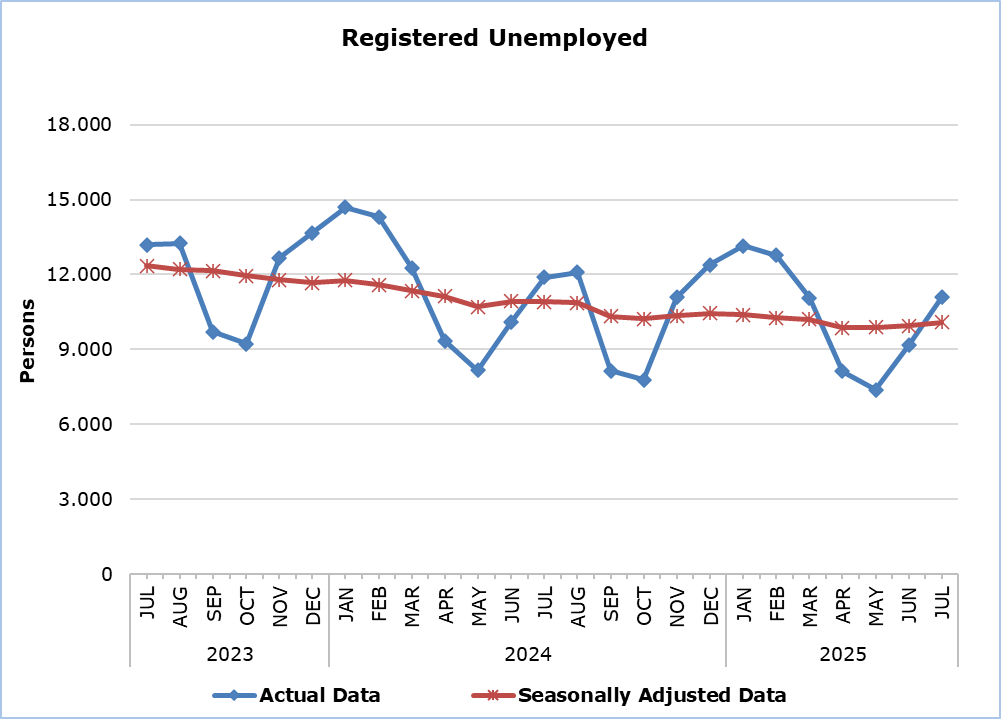 Registered Unemployed
Persons
18.000
15.000
12.000
9.000
6.000
3.000
0
JUL AUG SEP OCT NOV DEC JAN FEB MAR APR MAY JUN JUL AUG SEP OCT NOV DEC JAN FEB MAR APR MAY JUN JUL
2023 2024 2025
Actual Data Seasonally Adjusted Data